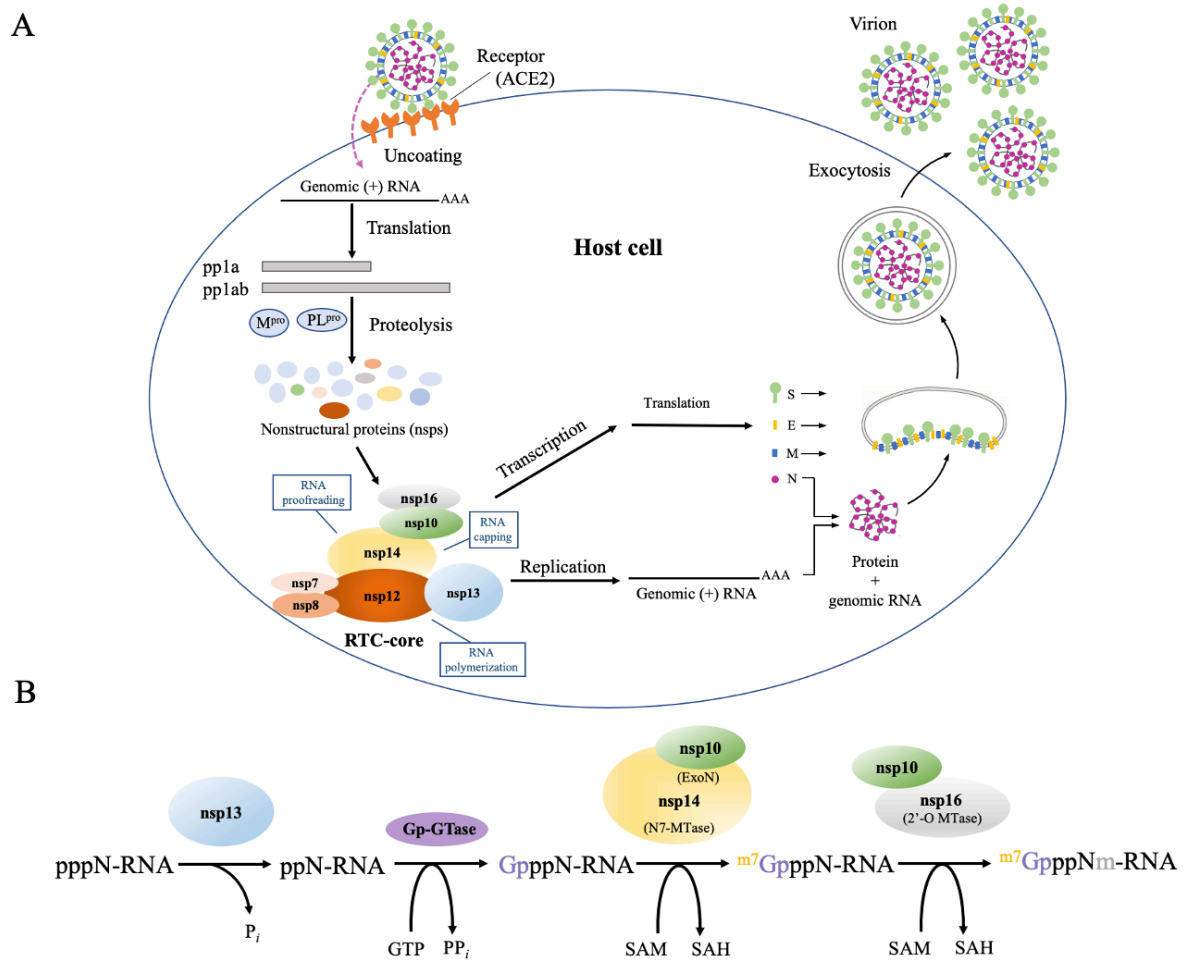 A
Virion
Receptor
(ACE2)
Uncoating
Exocytosis
Genomic (+) RNA
AAA
Translation
Host cell
pp1a
pp1ab
Mpro
PLpro
Proteolysis
Nonstructural proteins (nsps)
Transcription
Translation
S
E
M
N
RNA
proofreading
nsp16
nsp10
RNA
capping
nsp14
nsp7
nsp8
nsp12
nsp13
Replication
AAA
Genomic (+) RNA
Protein
+
genomic RNA
RTC-core
RNA
polymerization
B
nsp13
Gp-GTase
nsp10
(ExoN)
nsp14
(N7-MTase)
nsp10
nsp16
(2'-O MTase)
pppN-RNA
ppN-RNA
GpppN-RNA
m7GpppN-RNA
m7GpppNm-RNA
Pi
GTP
PPi
SAM
SAH
SAM
SAH